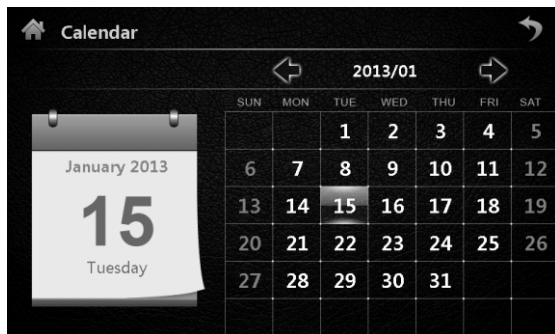 Calendar
2013/01
SUN MON TUE WED THU FRI SAT
1 2 3 4 5
6 7 8 9 10 11 12
13 14 15 16 17 18 19
20 21 22 23 24 25 26
27 28 29 30 31
January 2013
15
Tuesday